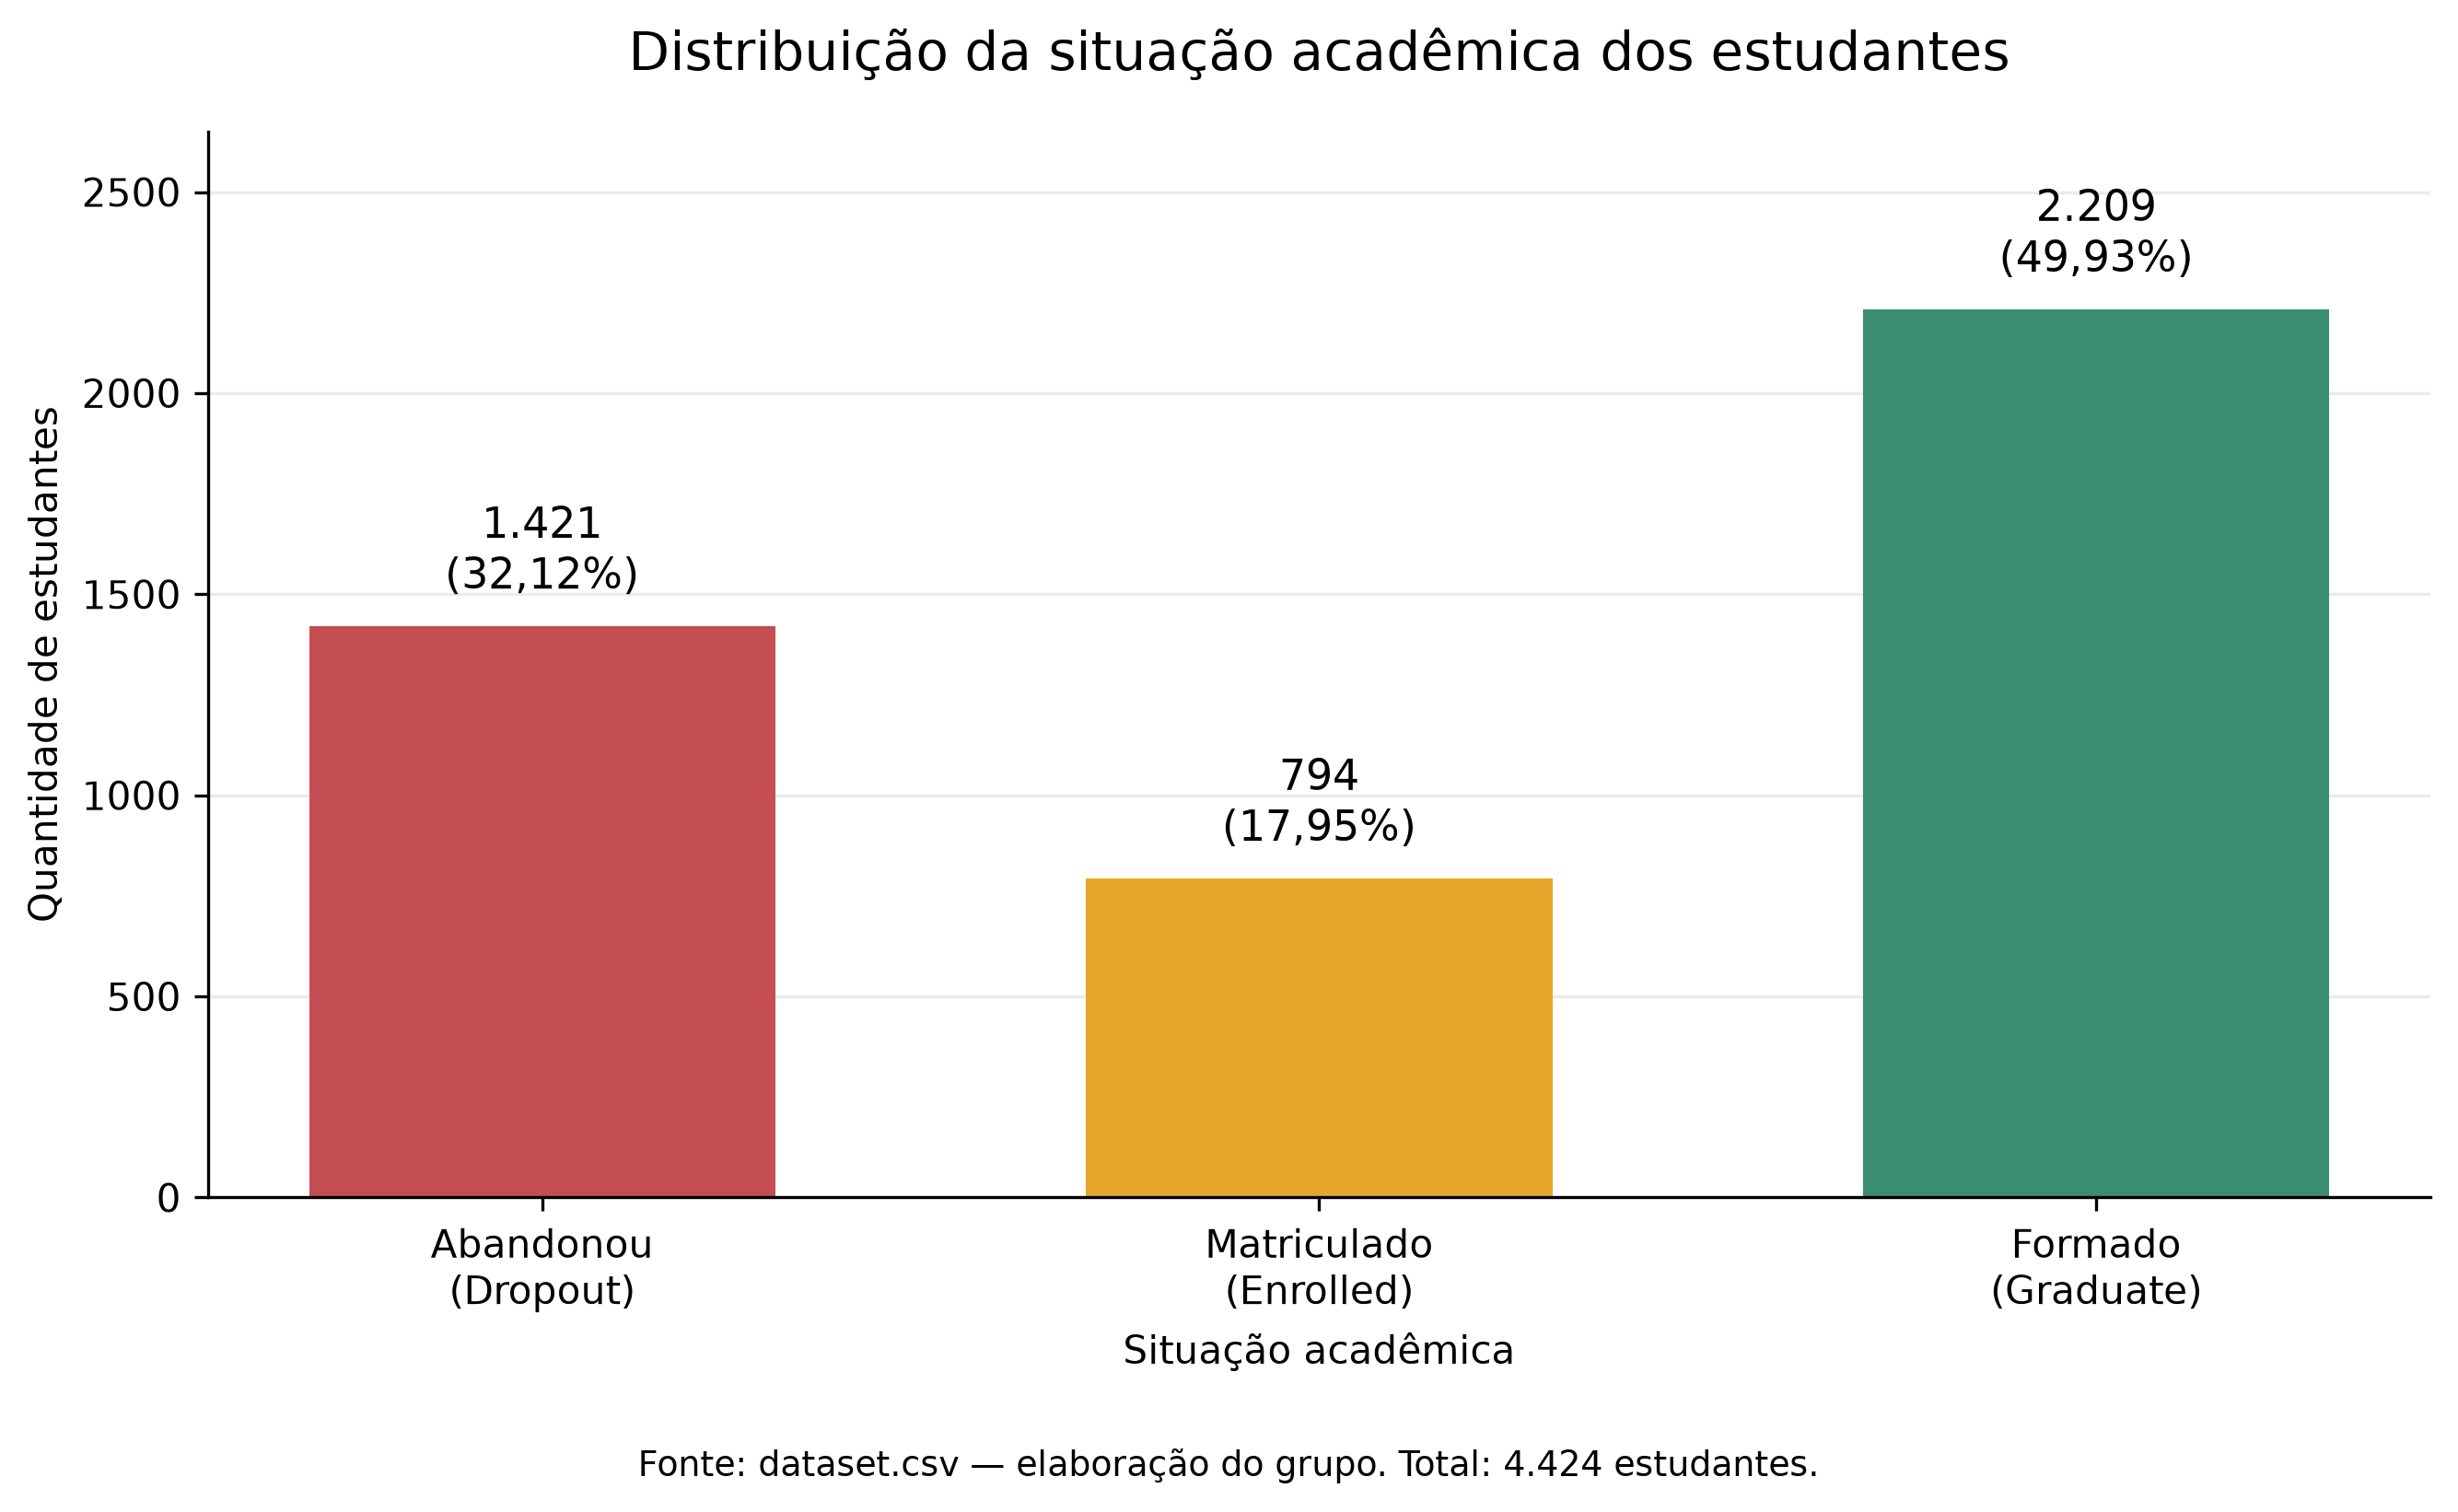 Distribuição da situação acadêmica dos estudantes
Quantidade de estudantes
2500
2000
1500
1000
500
0
1.421
(32,12%)
794
(17,95%)
2.209
(49,93%)
Abandonou
(Dropout)
Matriculado
(Enrolled)
Formado
(Graduate)
Situação acadêmica
Fonte: dataset.csv — elaboração do grupo. Total: 4.424 estudantes.